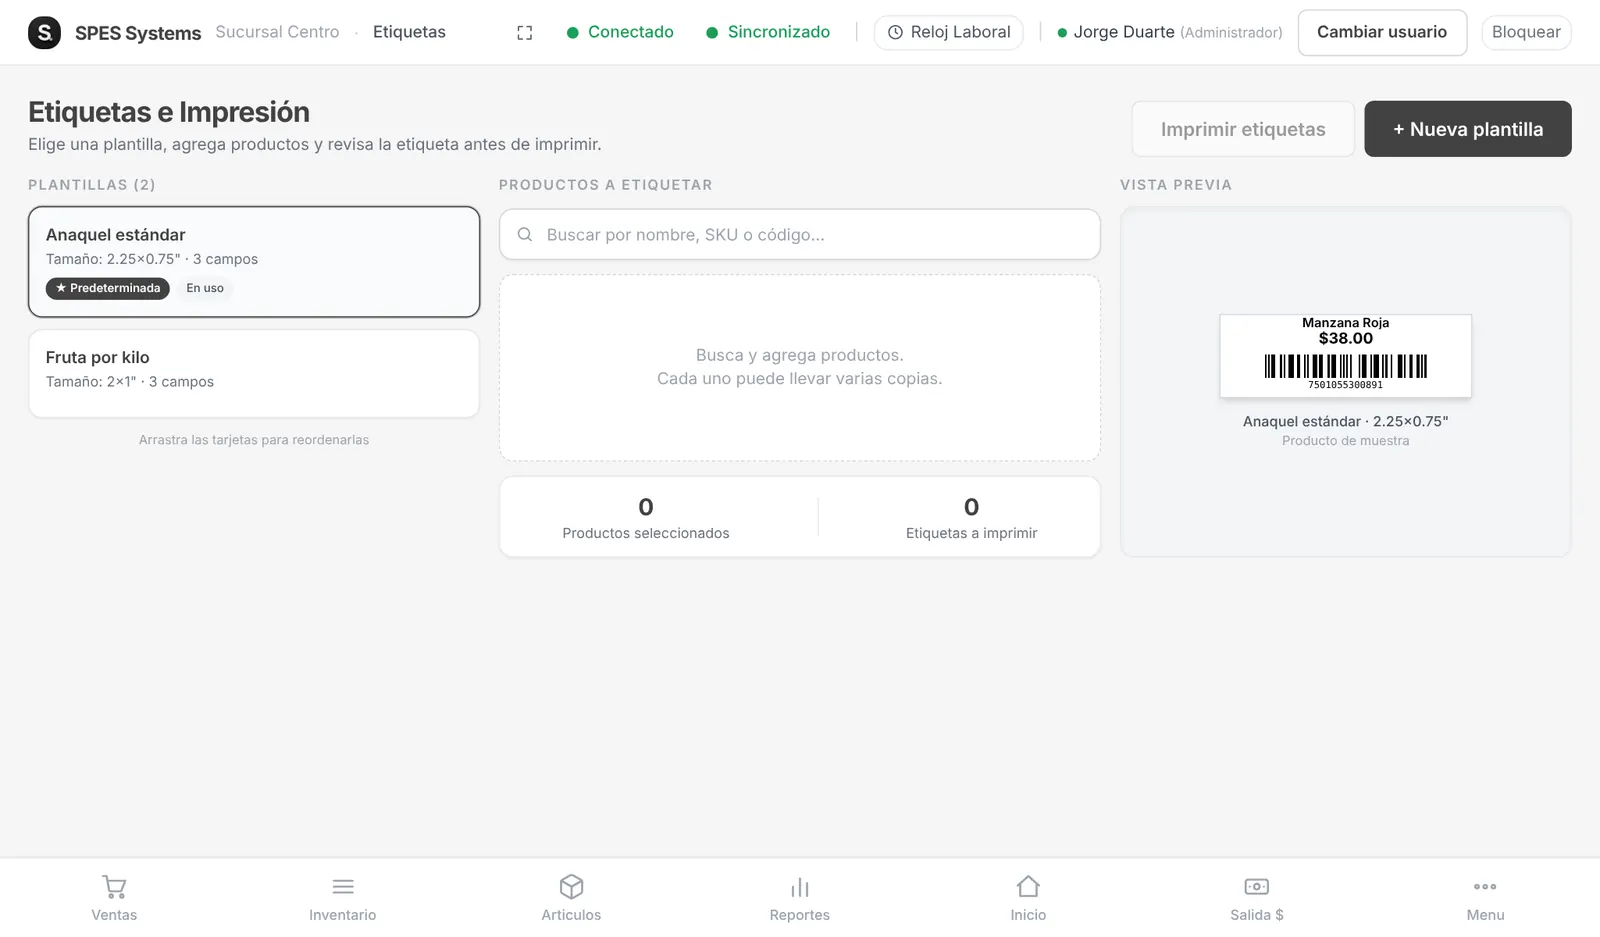 S. SPES Systems Sucursal Centro · Etiquetas Conectado Sincronizado Reloj Laboral Jorge Duarte (Administrador) Cambiar usuario Bloquear
Etiquetas e Impresión
Elige una plantilla, agrega productos y revisa la etiqueta antes de imprimir.
Imprimir etiquetas
+ Nueva plantilla
PLANTILLAS (2)
Anaquel estándar
Tamaño: 2.25×0.75" · 3 campos
★ Predeterminada En uso
Fruta por kilo
Tamaño: 2×1" · 3 campos
Arrastra las tarjetas para reordenarlas
PRODUCTOS A ETIQUETAR
Buscar por nombre, SKU o código...
Busca y agrega productos.
Cada uno puede llevar varias copias.
0
Productos seleccionados
0
Etiquetas a imprimir
VISTA PREVIA
Manzana Roja
$38.00
7501055300891
Anaquel estándar · 2.25×0.75"
Producto de muestra
Ventas
Inventario
Articulos
Reportes
Inicio
Salida $
Menu